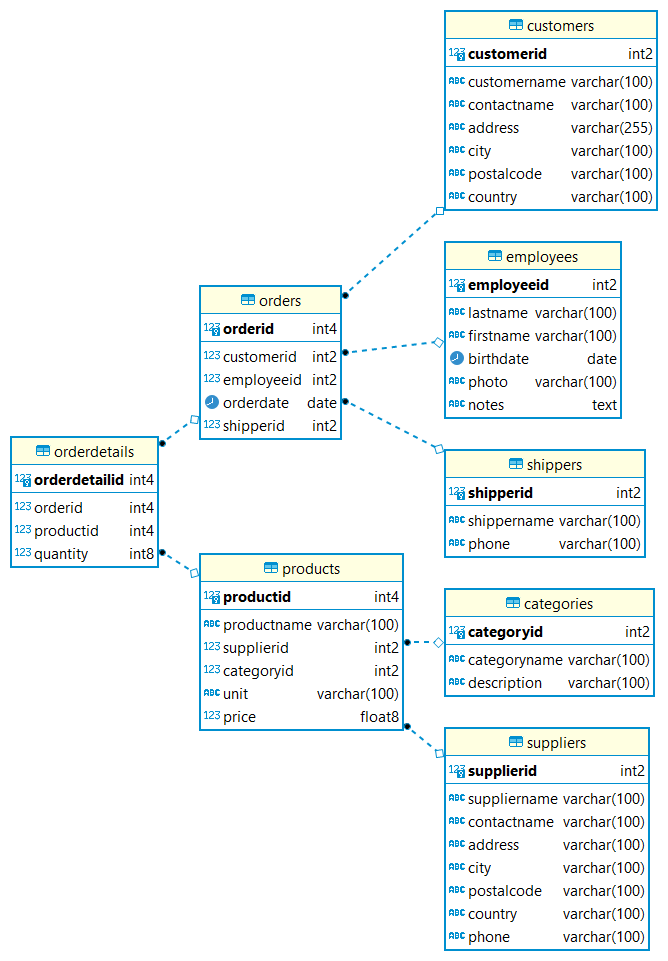 customers
123 customerid int2
ABC customername varchar(100)
ABC contactname varchar(100)
ABC address varchar(255)
ABC city varchar(100)
ABC postalcode varchar(100)
ABC country varchar(100)
employees
123 employeeid int2
ABC lastname varchar(100)
ABC firstname varchar(100)
birthdate date
ABC photo varchar(100)
ABC notes text
orders
123 orderid int4
123 customerid int2
123 employeeid int2
orderdate date
123 shipperid int2
orderdetails
123 orderdetailid int4
123 orderid int4
123 productid int4
123 quantity int8
shippers
123 shipperid int2
ABC shippername varchar(100)
ABC phone varchar(100)
products
123 productid int4
ABC productname varchar(100)
123 supplierid int2
123 categoryid int2
ABC unit varchar(100)
123 price float8
categories
123 categoryid int2
ABC categoryname varchar(100)
ABC description varchar(100)
suppliers
123 supplierid int2
ABC suppliername varchar(100)
ABC contactname varchar(100)
ABC address varchar(100)
ABC city varchar(100)
ABC postalcode varchar(100)
ABC country varchar(100)
ABC phone varchar(100)